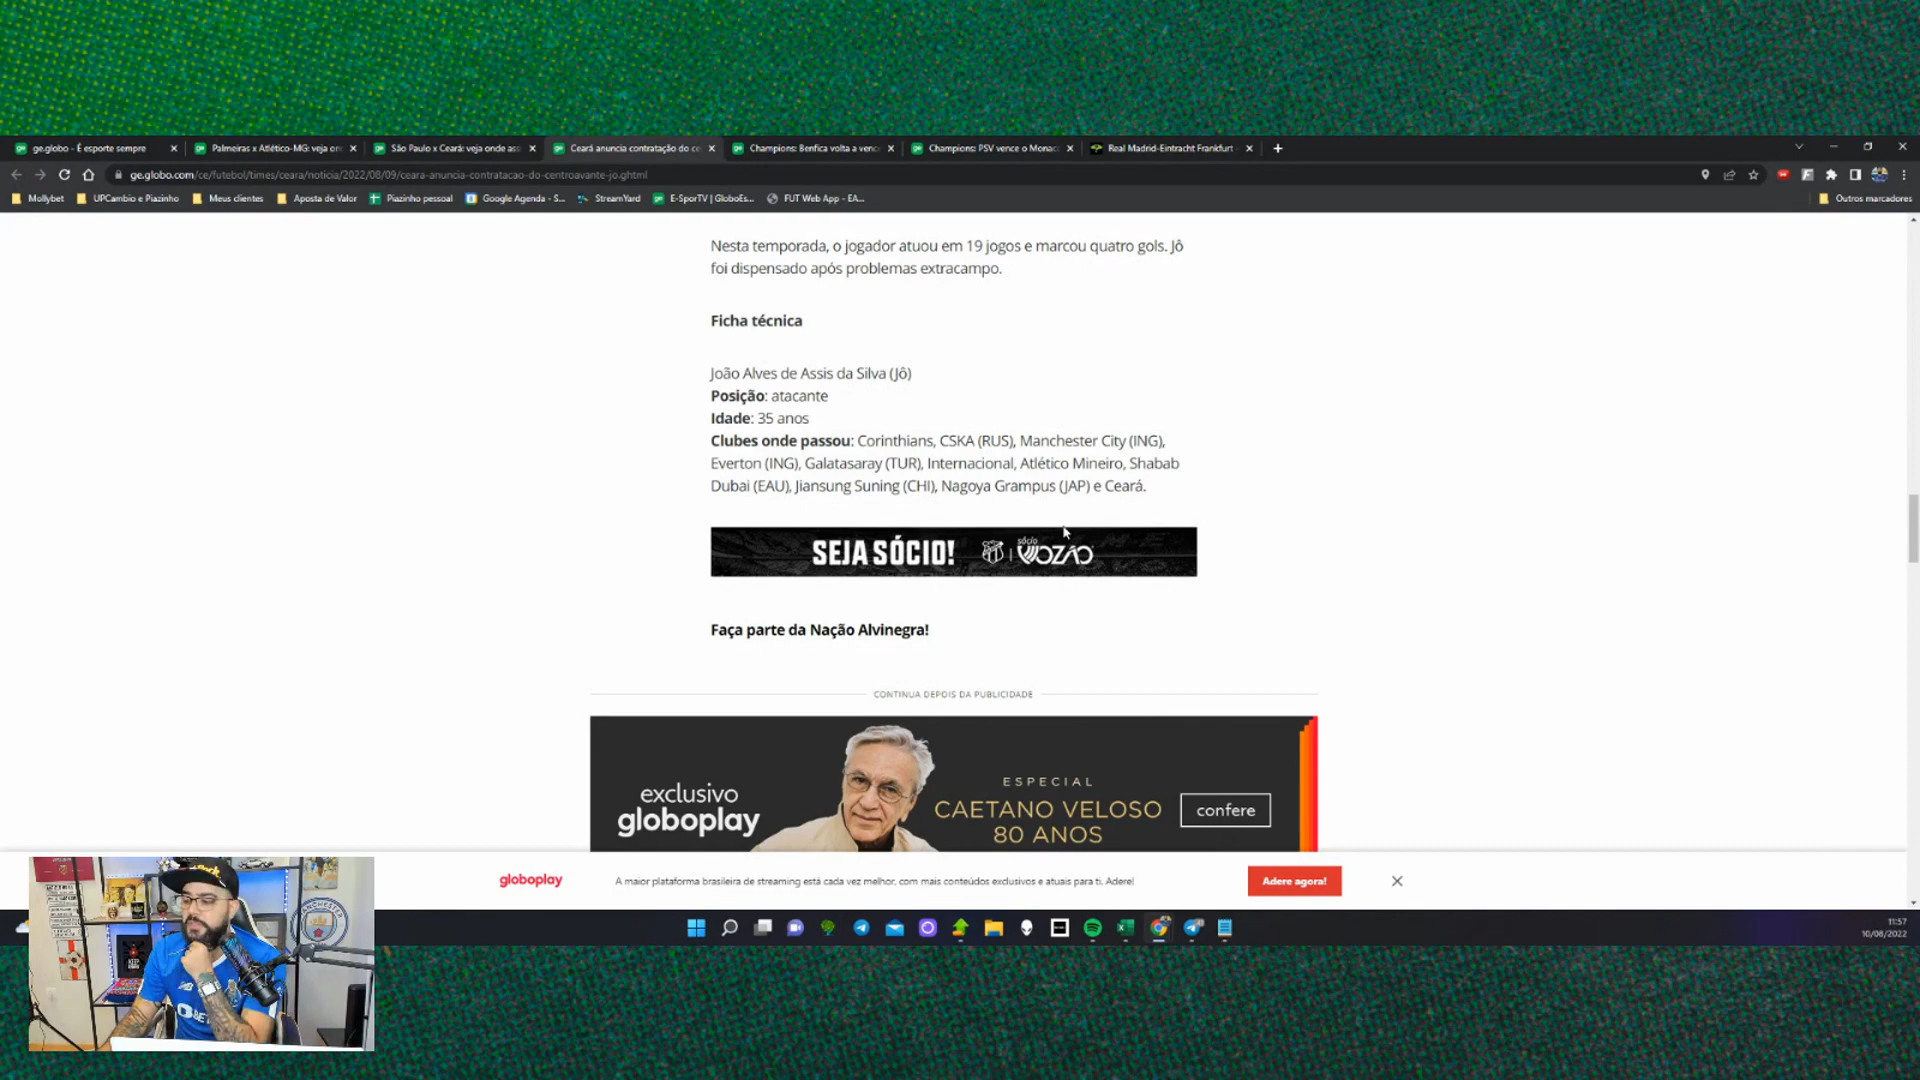 ge.globo - É esporte sempre
Palmeiras x Atlético-MG: veja on
São Paulo x Ceará: veja onde ass
Ceará anuncia contratação do ce
Champions: Benfica volta a venc
Champions: PSV vence o Monac
Real Madrid-Eintracht Frankfurt
ge.globo.com/ce/futebol/times/ceara/noticia/2022/08/09/ceara-anuncia-contratacao-do-centroavante-jo.ghtml
Mollybet
UPCambio e Piazinho
Meus clientes
Aposta de Valor
Piazinho pessoal
Google Agenda - S...
StreamYard
E-SporTV | GloboEs...
FUT Web App - EA...
Outros marcadores
Nesta temporada, o jogador atuou em 19 jogos e marcou quatro gols. Jô
foi dispensado após problemas extracampo.
Ficha técnica
João Alves de Assis da Silva (Jô)
Posição: atacante
Idade: 35 anos
Clubes onde passou: Corinthians, CSKA (RUS), Manchester City (ING),
Everton (ING), Galatasaray (TUR), Internacional, Atlético Mineiro, Shabab
Dubai (EAU), Jiansung Suning (CHI), Nagoya Grampus (JAP) e Ceará.
SEJA SÓCIO!
sócio
VOZÃO
Faça parte da Nação Alvinegra!
CONTINUA DEPOIS DA PUBLICIDADE
exclusivo
globoplay
ESPECIAL
CAETANO VELOSO
80 ANOS
confere
globoplay
A maior plataforma brasileira de streaming está cada vez melhor, com mais conteúdos exclusivos e atuais para ti. Adere!
Adere agora!
11:57
10/08/2022